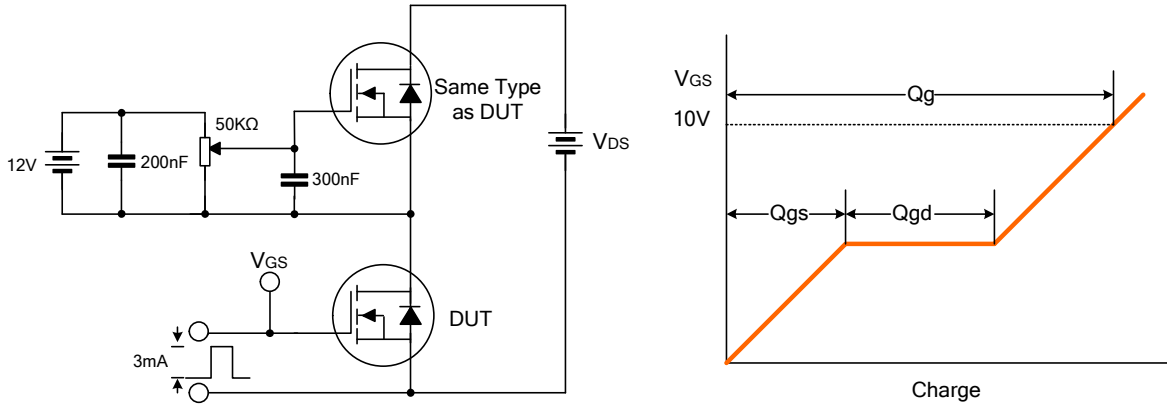 Same Type
as DUT
50KΩ
12V
200nF
300nF
VDS
VGS
DUT
3mA
VGS
10V
Qg
Qgs
Qgd
Charge